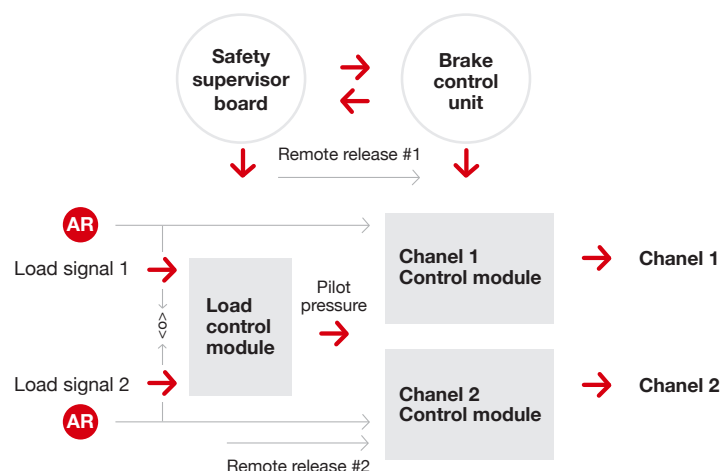 Safety
supervisor
board
Brake
control
unit
Remote release #1
AR
Load signal 1
Load
control
module
Pilot
pressure
Chanel 1
Control module
Chanel 1
<o>
Load signal 2
AR
Chanel 2
Control module
Chanel 2
Remote release #2